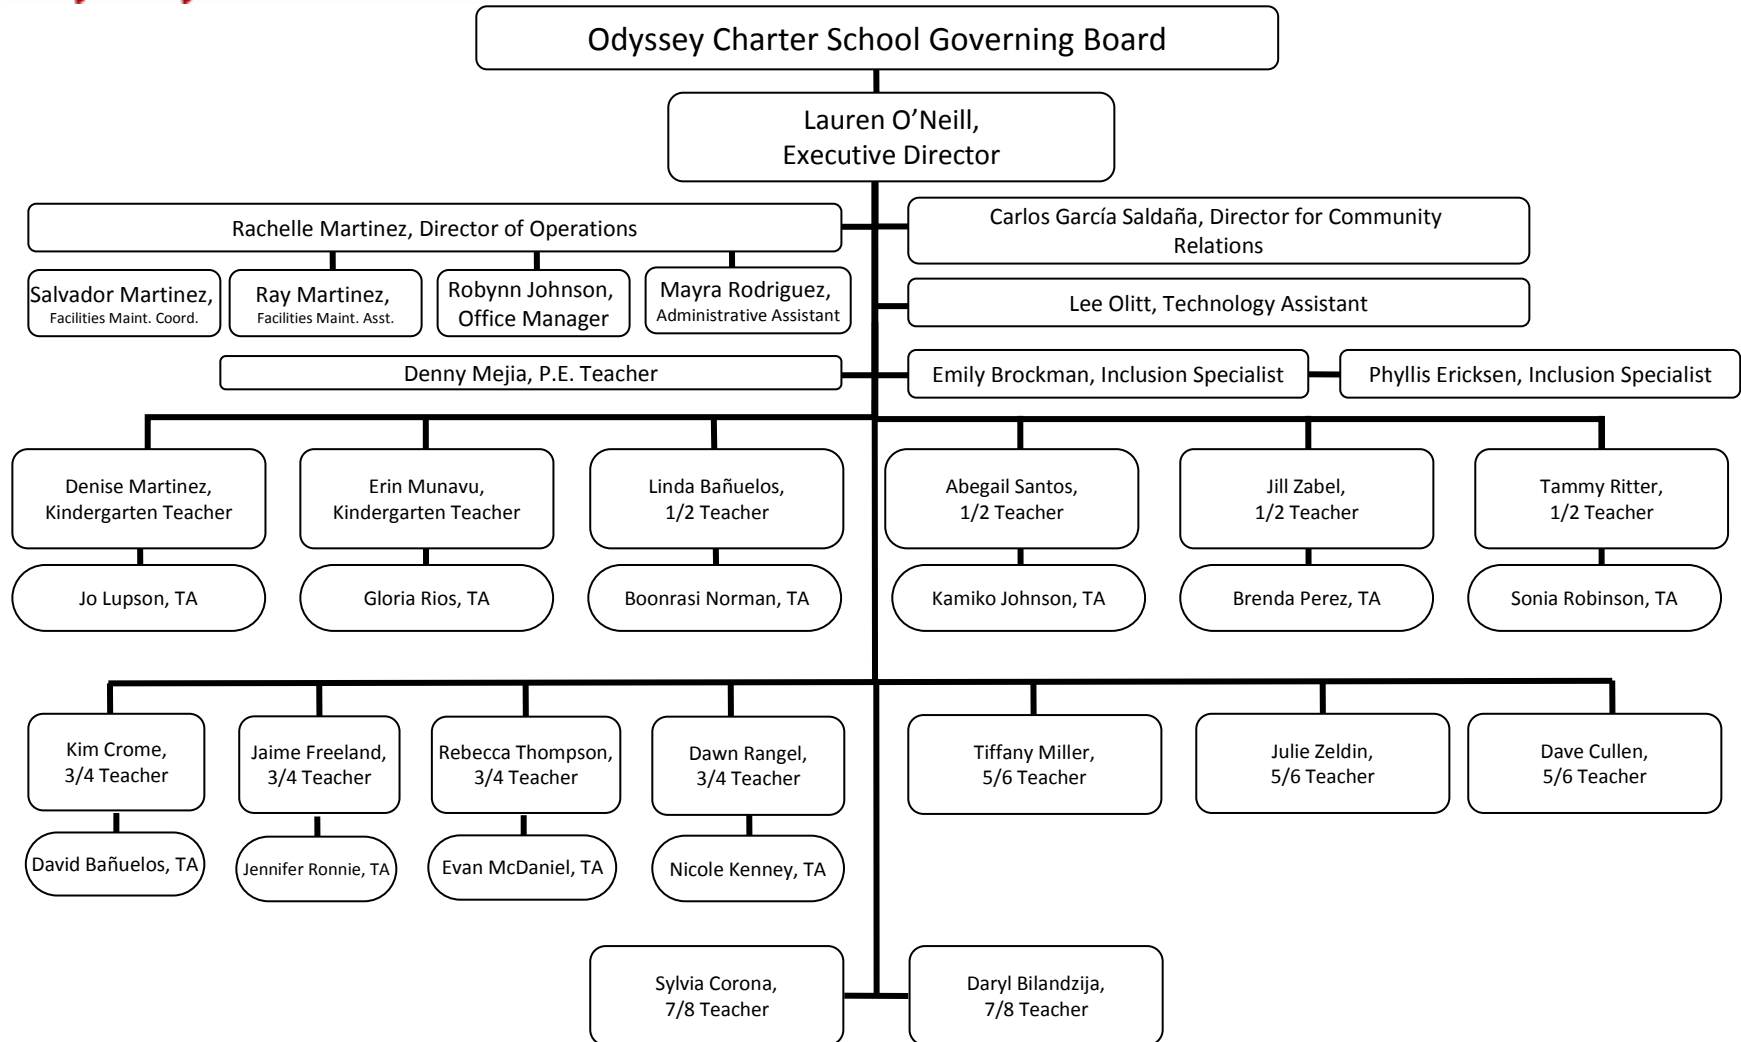 Odyssey Charter School Governing Board
Lauren O’Neill,
Executive Director
Rachelle Martinez, Director of Operations
Carlos García Saldaña, Director for Community
Relations
Salvador Martinez,
Facilities Maint. Coord.
Ray Martinez,
Facilities Maint. Asst.
Robynn Johnson,
Office Manager
Mayra Rodriguez,
Administrative Assistant
Lee Olitt, Technology Assistant
Denny Mejia, P.E. Teacher
Emily Brockman, Inclusion Specialist
Phyllis Ericksen, Inclusion Specialist
Denise Martinez,
Kindergarten Teacher
Erin Munavu,
Kindergarten Teacher
Linda Bañuelos,
1/2 Teacher
Abegail Santos,
1/2 Teacher
Jill Zabel,
1/2 Teacher
Tammy Ritter,
1/2 Teacher
Jo Lupson, TA
Gloria Rios, TA
Boonrasi Norman, TA
Kamiko Johnson, TA
Brenda Perez, TA
Sonia Robinson, TA
Kim Crome,
3/4 Teacher
Jaime Freeland,
3/4 Teacher
Rebecca Thompson,
3/4 Teacher
Dawn Rangel,
3/4 Teacher
Tiffany Miller,
5/6 Teacher
Julie Zeldin,
5/6 Teacher
Dave Cullen,
5/6 Teacher
David Bañuelos, TA
Jennifer Ronnie, TA
Evan McDaniel, TA
Nicole Kenney, TA
Sylvia Corona,
7/8 Teacher
Daryl Bilandzija,
7/8 Teacher